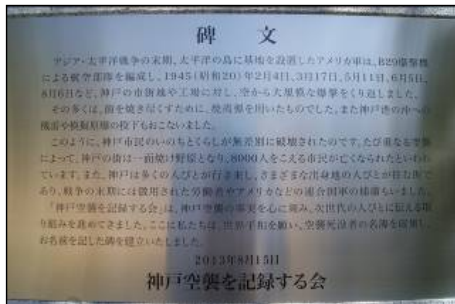 碑　文
アジア・太平洋戦争の末期、太平洋の島に基地を設置したアメリカ軍は、B29爆撃機
による航空部隊を編成し、1945(昭和20)年2月4日、3月17日、5月11日、6月5日、
8月6日など、神戸の市街地や工場に対し、空から大規模な爆撃をくり返しました。
その多くは、街を焼き尽くすために、焼夷弾を用いたものでした。また神戸港の沖への
機雷や模擬原爆の投下もおこないました。
このように、神戸市民のいのちとくらしが無差別に破壊されたのです。たび重なる空襲
によって、神戸の街は一面焼け野原となり、8000人をこえる市民が亡くなられたといわれ
ています。また、神戸は多くの人びとが行き来し、さまざまな出身地の人びとが住む街で
あり、戦争の末期には徴用された労働者やアメリカなどの連合国軍の捕虜もいました。
「神戸空襲を記録する会」は、神戸空襲の事実を心に刻み、次世代の人びとに伝える取
り組みを進めてきました。ここに私たちは、世界平和を願い、空襲死没者の名簿を収集し、
お名前を記した碑を建立いたしました。
2013年8月15日
神戸空襲を記録する会